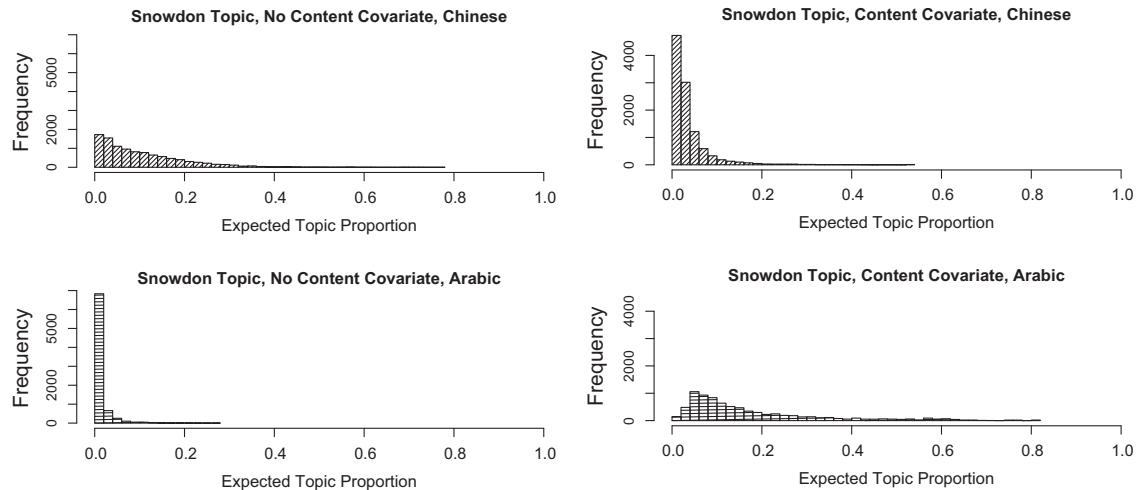 Snowdon Topic, No Content Covariate, Chinese
Frequency
5000
2000
0
0.0 0.2 0.4 0.6 0.8 1.0
Expected Topic Proportion
Snowdon Topic, Content Covariate, Chinese
Frequency
4000
2000
0
0.0 0.2 0.4 0.6 0.8 1.0
Expected Topic Proportion
Snowdon Topic, No Content Covariate, Arabic
Frequency
5000
2000
0
0.0 0.2 0.4 0.6 0.8 1.0
Expected Topic Proportion
Snowdon Topic, Content Covariate, Arabic
Frequency
4000
2000
0
0.0 0.2 0.4 0.6 0.8 1.0
Expected Topic Proportion